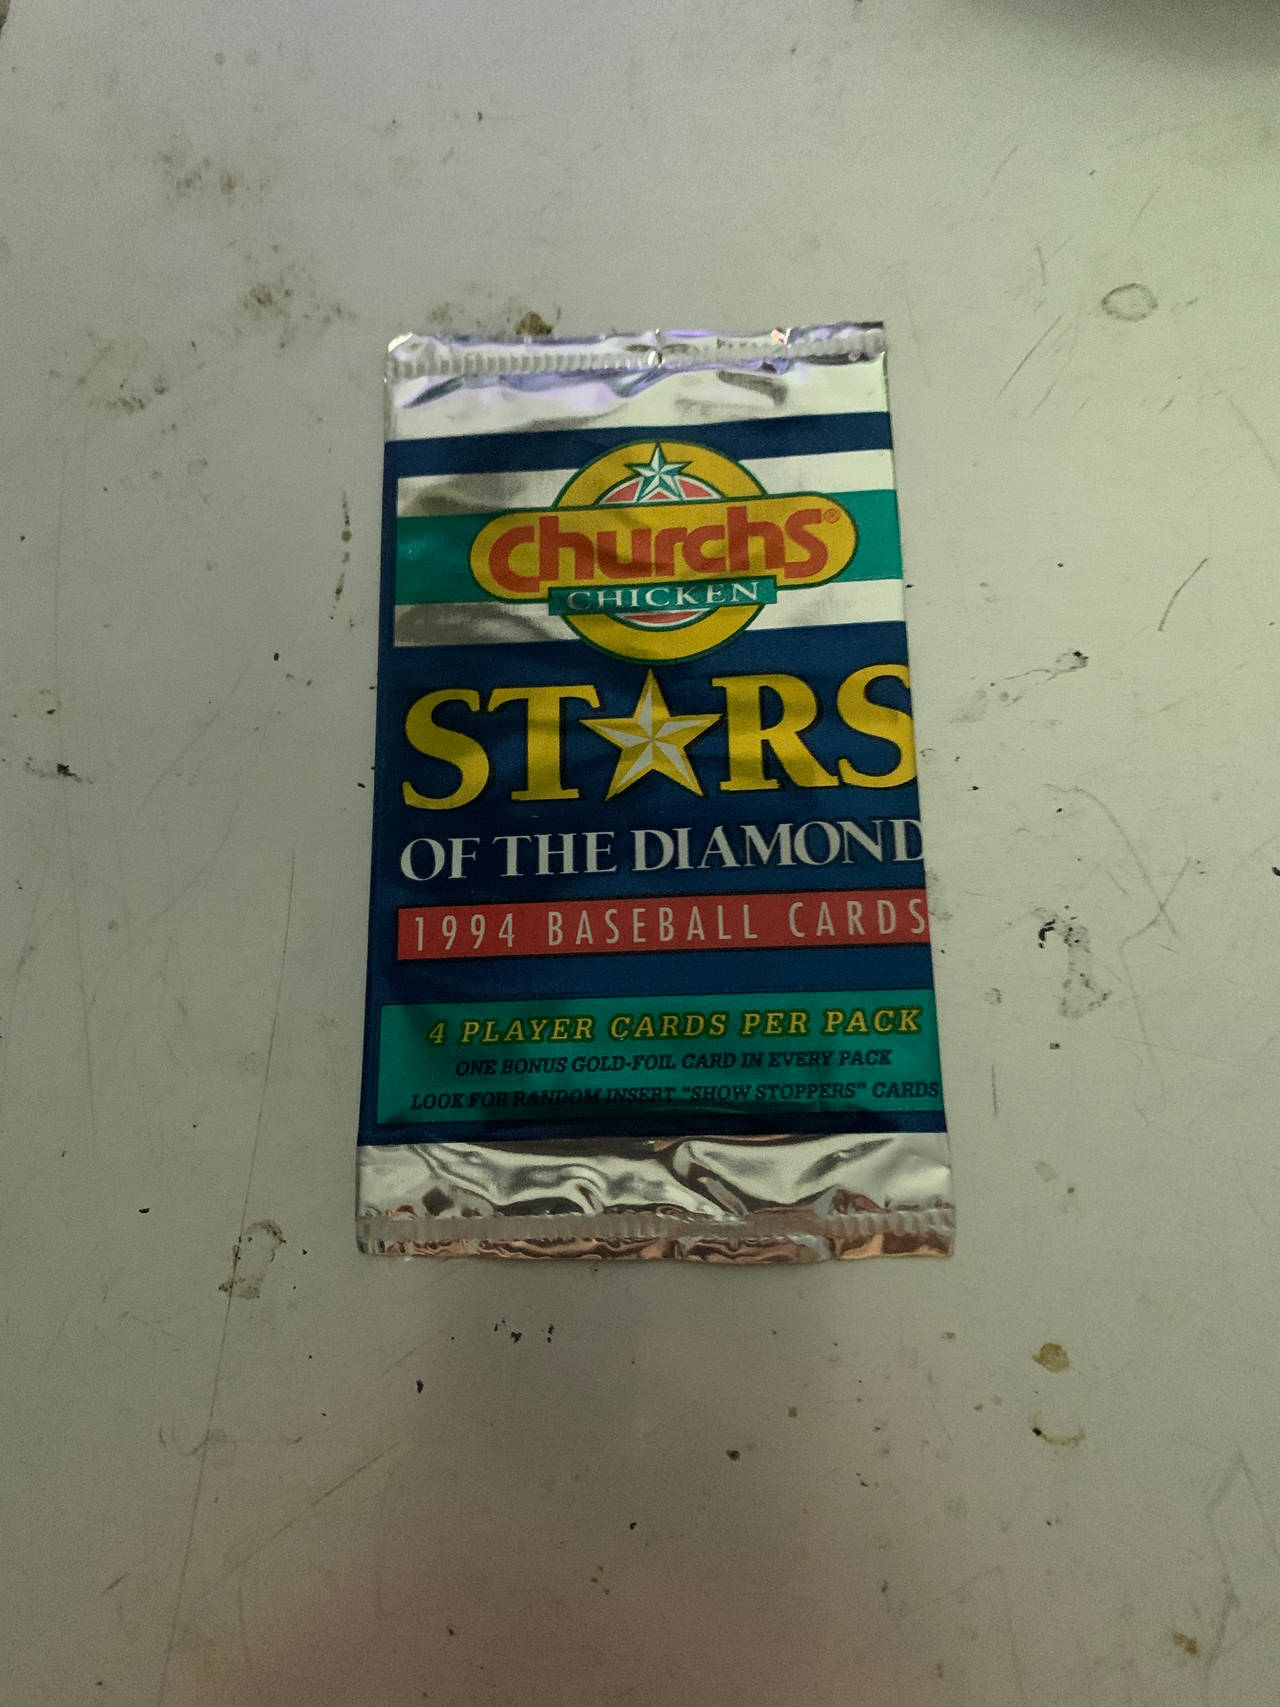 Churchs®
CHICKEN
STARS
OF THE DIAMOND
1994 BASEBALL CARDS
4 PLAYER CARDS PER PACK
ONE BONUS GOLD-FOIL CARD IN EVERY PACK
LOOK FOR RANDOM INSERT "SHOW STOPPERS" CARDS